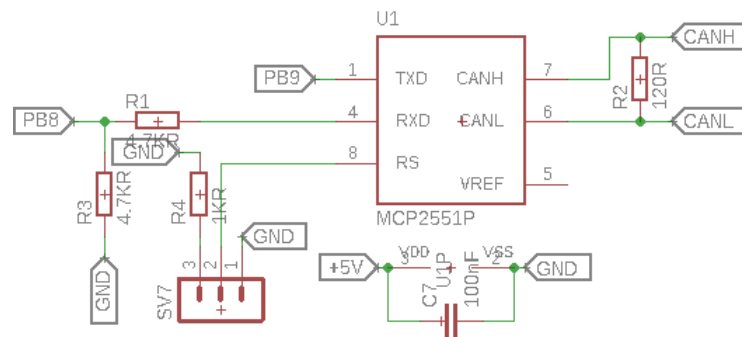 U1
PB9
1
TXD
CANH
7
CANH
R2
120R
PB8
R1
4.7KR
4
RXD
CANL
6
CANL
GND
8
RS
VREF
5
R3
4.7KR
R4
1KR
MCP2551P
GND
GND
SV7
3
2
1
+5V
3
VDD
U1P
VSS
2
GND
C7
100nF